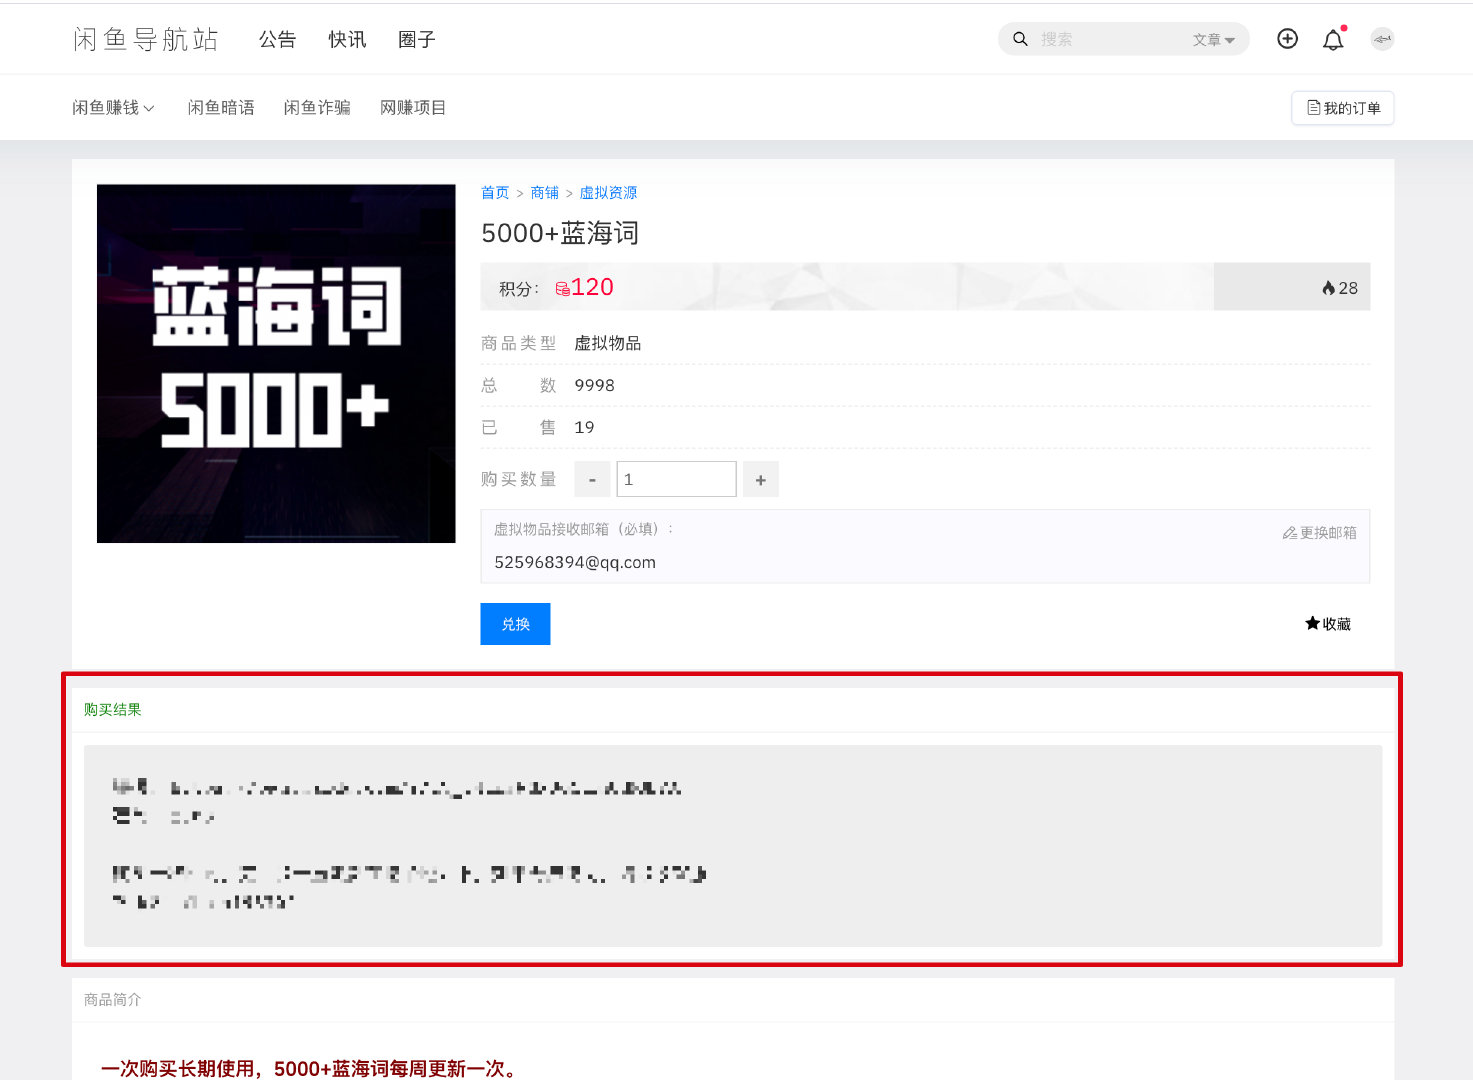 闲鱼导航站 公告 快讯 圈子 搜索 文章
闲鱼赚钱 闲鱼暗语 闲鱼诈骗 网赚项目 我的订单
蓝海词
5000+
首页 > 商铺 > 虚拟资源
5000+蓝海词
积分： 120 28
商品类型 虚拟物品
总数 9998
已售 19
购买数量 - 1 +
虚拟物品接收邮箱（必填）： 更换邮箱
525968394@qq.com
兑换 收藏
购买结果
商品简介
一次购买长期使用，5000+蓝海词每周更新一次。